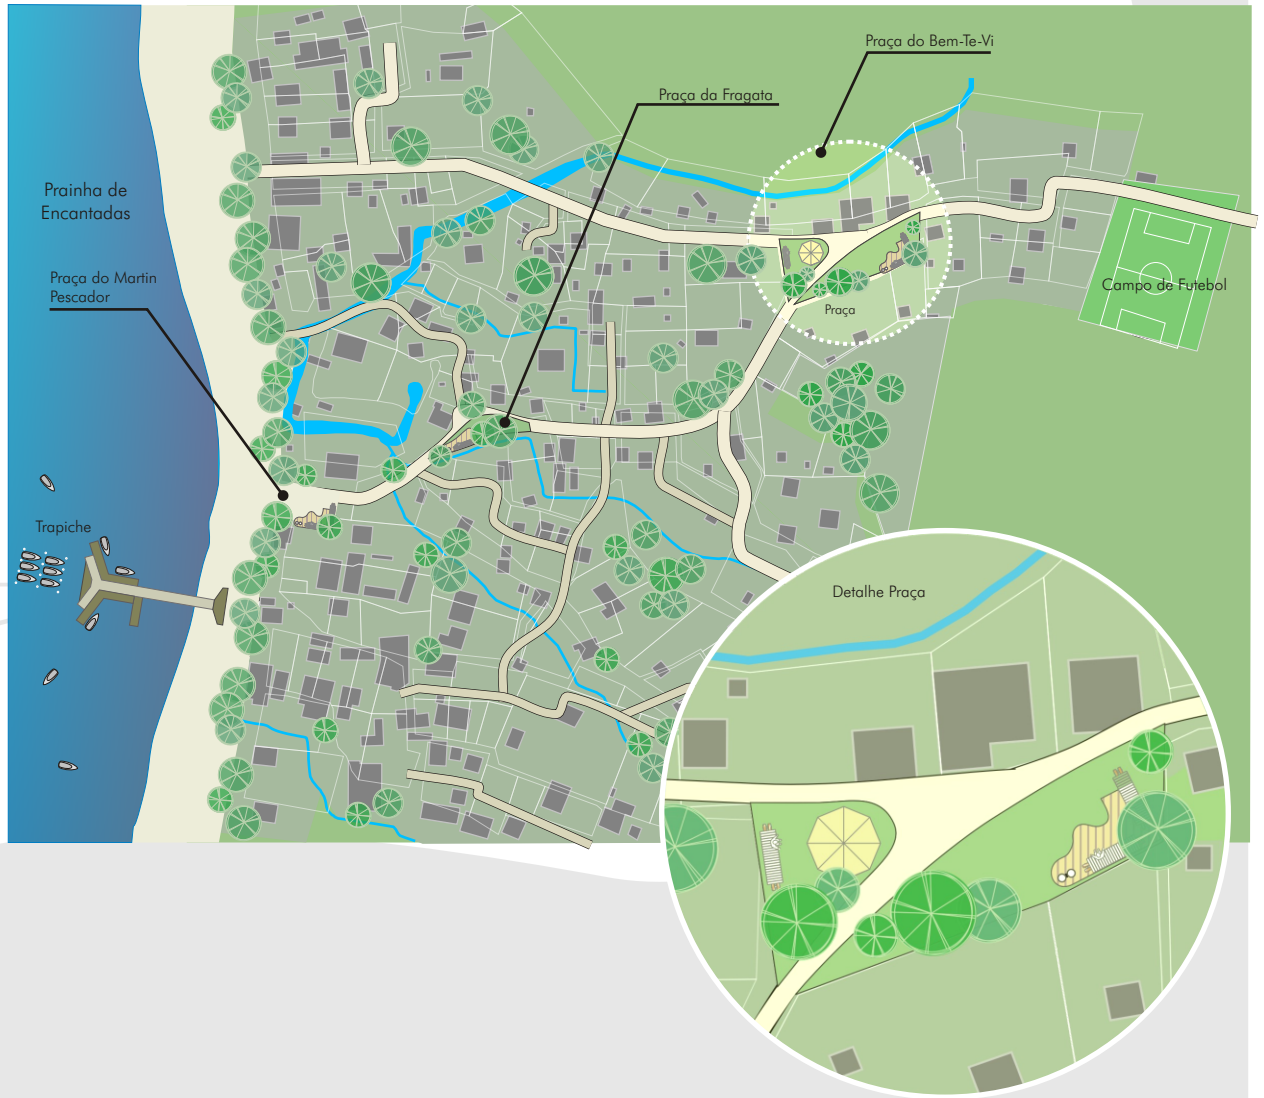 Praça do Bem-Te-Vi
Praça da Fragata
Prainha de
Encantadas
Praça do Martin
Pescador
Campo de Futebol
Praça
Trapiche
Detalhe Praça